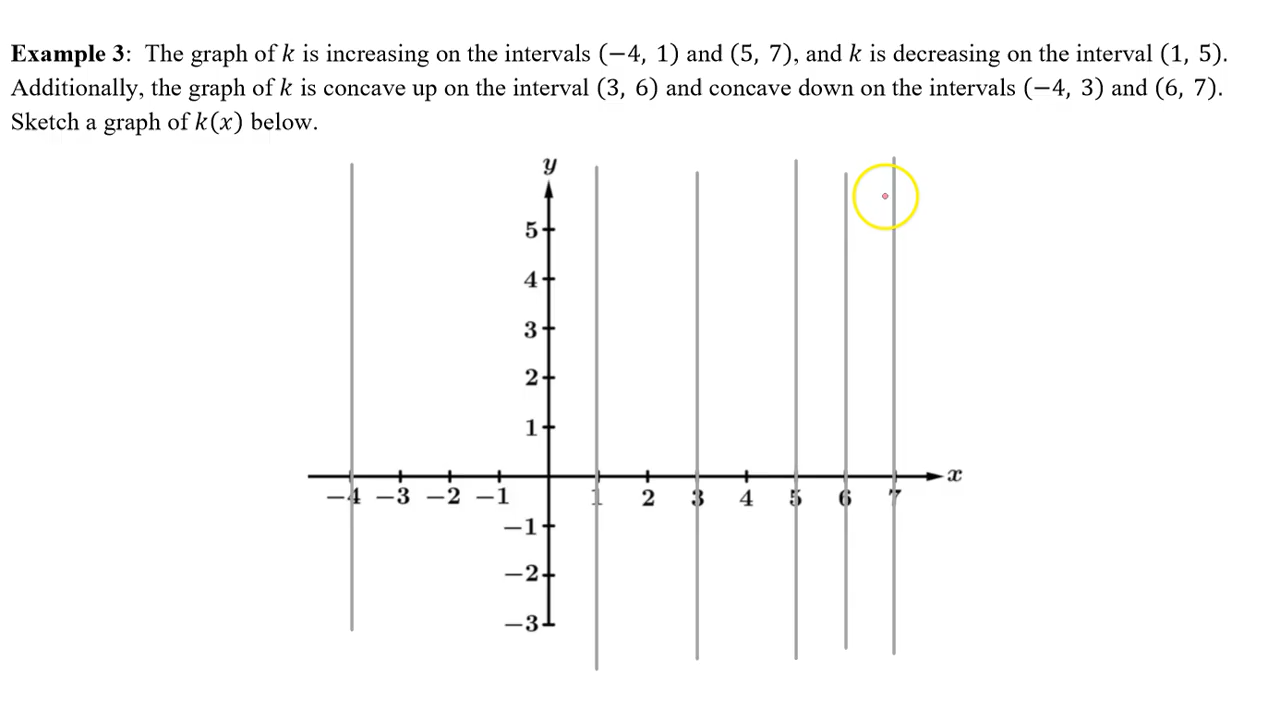 Example 3: The graph of k is increasing on the intervals (−4, 1) and (5, 7), and k is decreasing on the interval (1, 5).
Additionally, the graph of k is concave up on the interval (3, 6) and concave down on the intervals (−4, 3) and (6, 7).
Sketch a graph of k(x) below.
y
5
4
3
2
1
x
−4 −3 −2 −1 1 2 3 4 5 6 7
−1
−2
−3